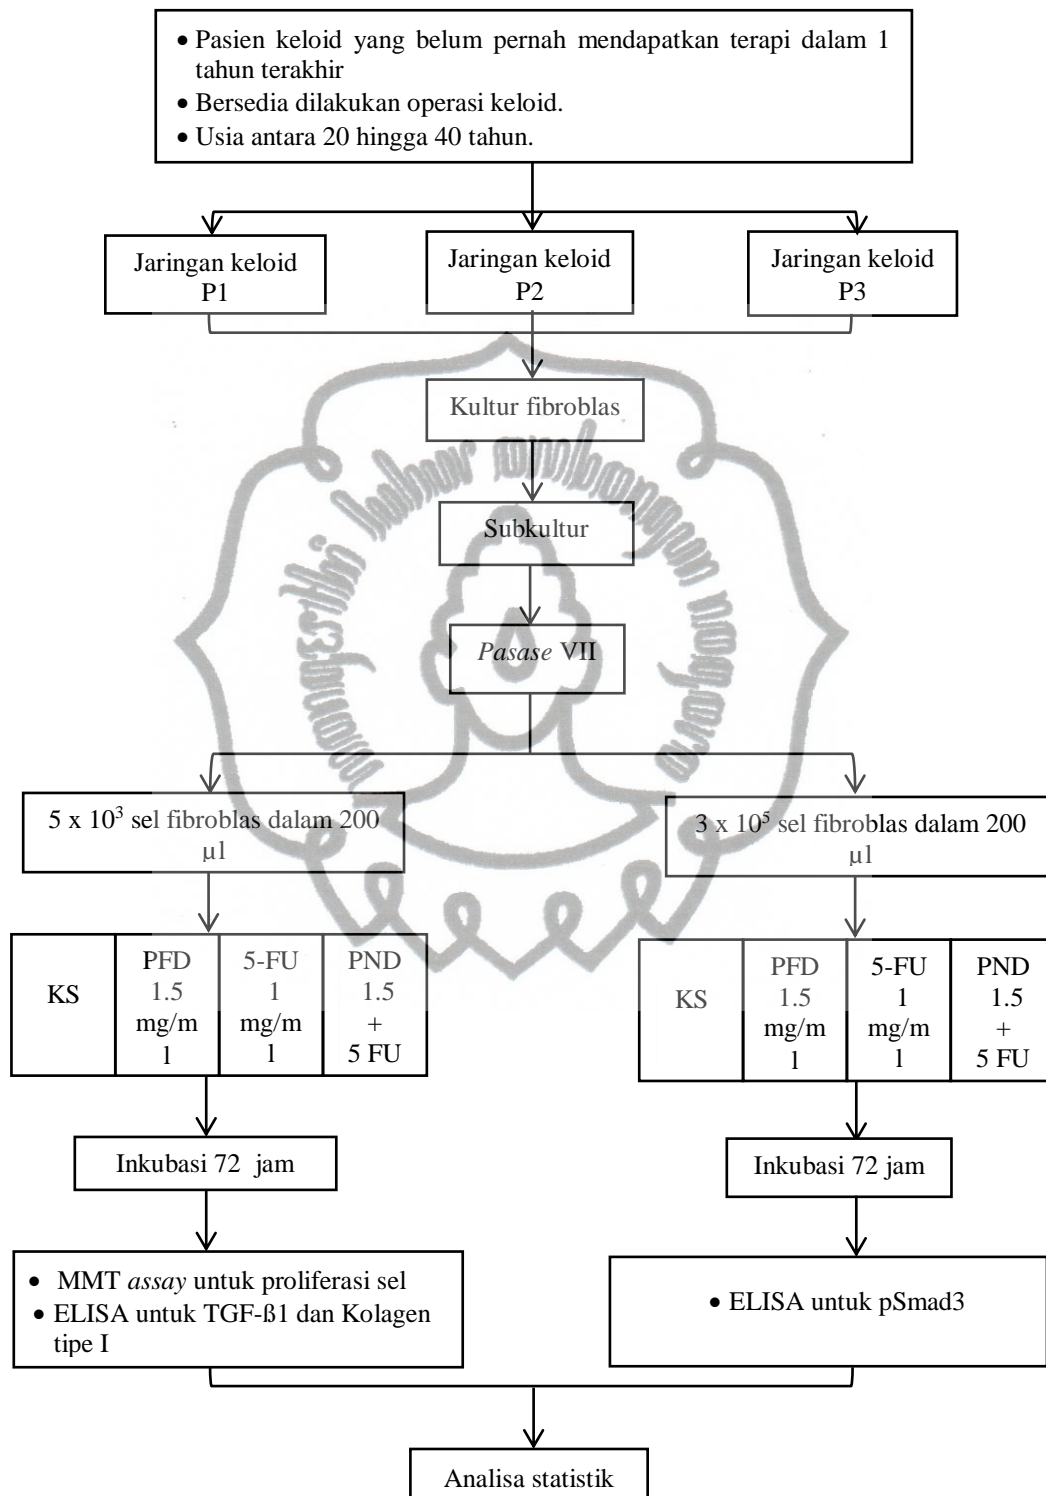 • Pasien keloid yang belum pernah mendapatkan terapi dalam 1
tahun terakhir
• Bersedia dilakukan operasi keloid.
• Usia antara 20 hingga 40 tahun.
Jaringan keloid
P1
Jaringan keloid
P2
Jaringan keloid
P3
Kultur fibroblas
Subkultur
Pasase VII
5 x 10³ sel fibroblas dalam 200
µl
3 x 10⁵ sel fibroblas dalam 200
µl
KS
PFD
1.5
mg/m
l
5-FU
1
mg/m
l
PND
1.5
+
5 FU
KS
PFD
1.5
mg/m
l
5-FU
1
mg/m
l
PND
1.5
+
5 FU
Inkubasi 72 jam
Inkubasi 72 jam
• MMT assay untuk proliferasi sel
• ELISA untuk TGF-ß1 dan Kolagen
tipe I
• ELISA untuk pSmad3
Analisa statistik